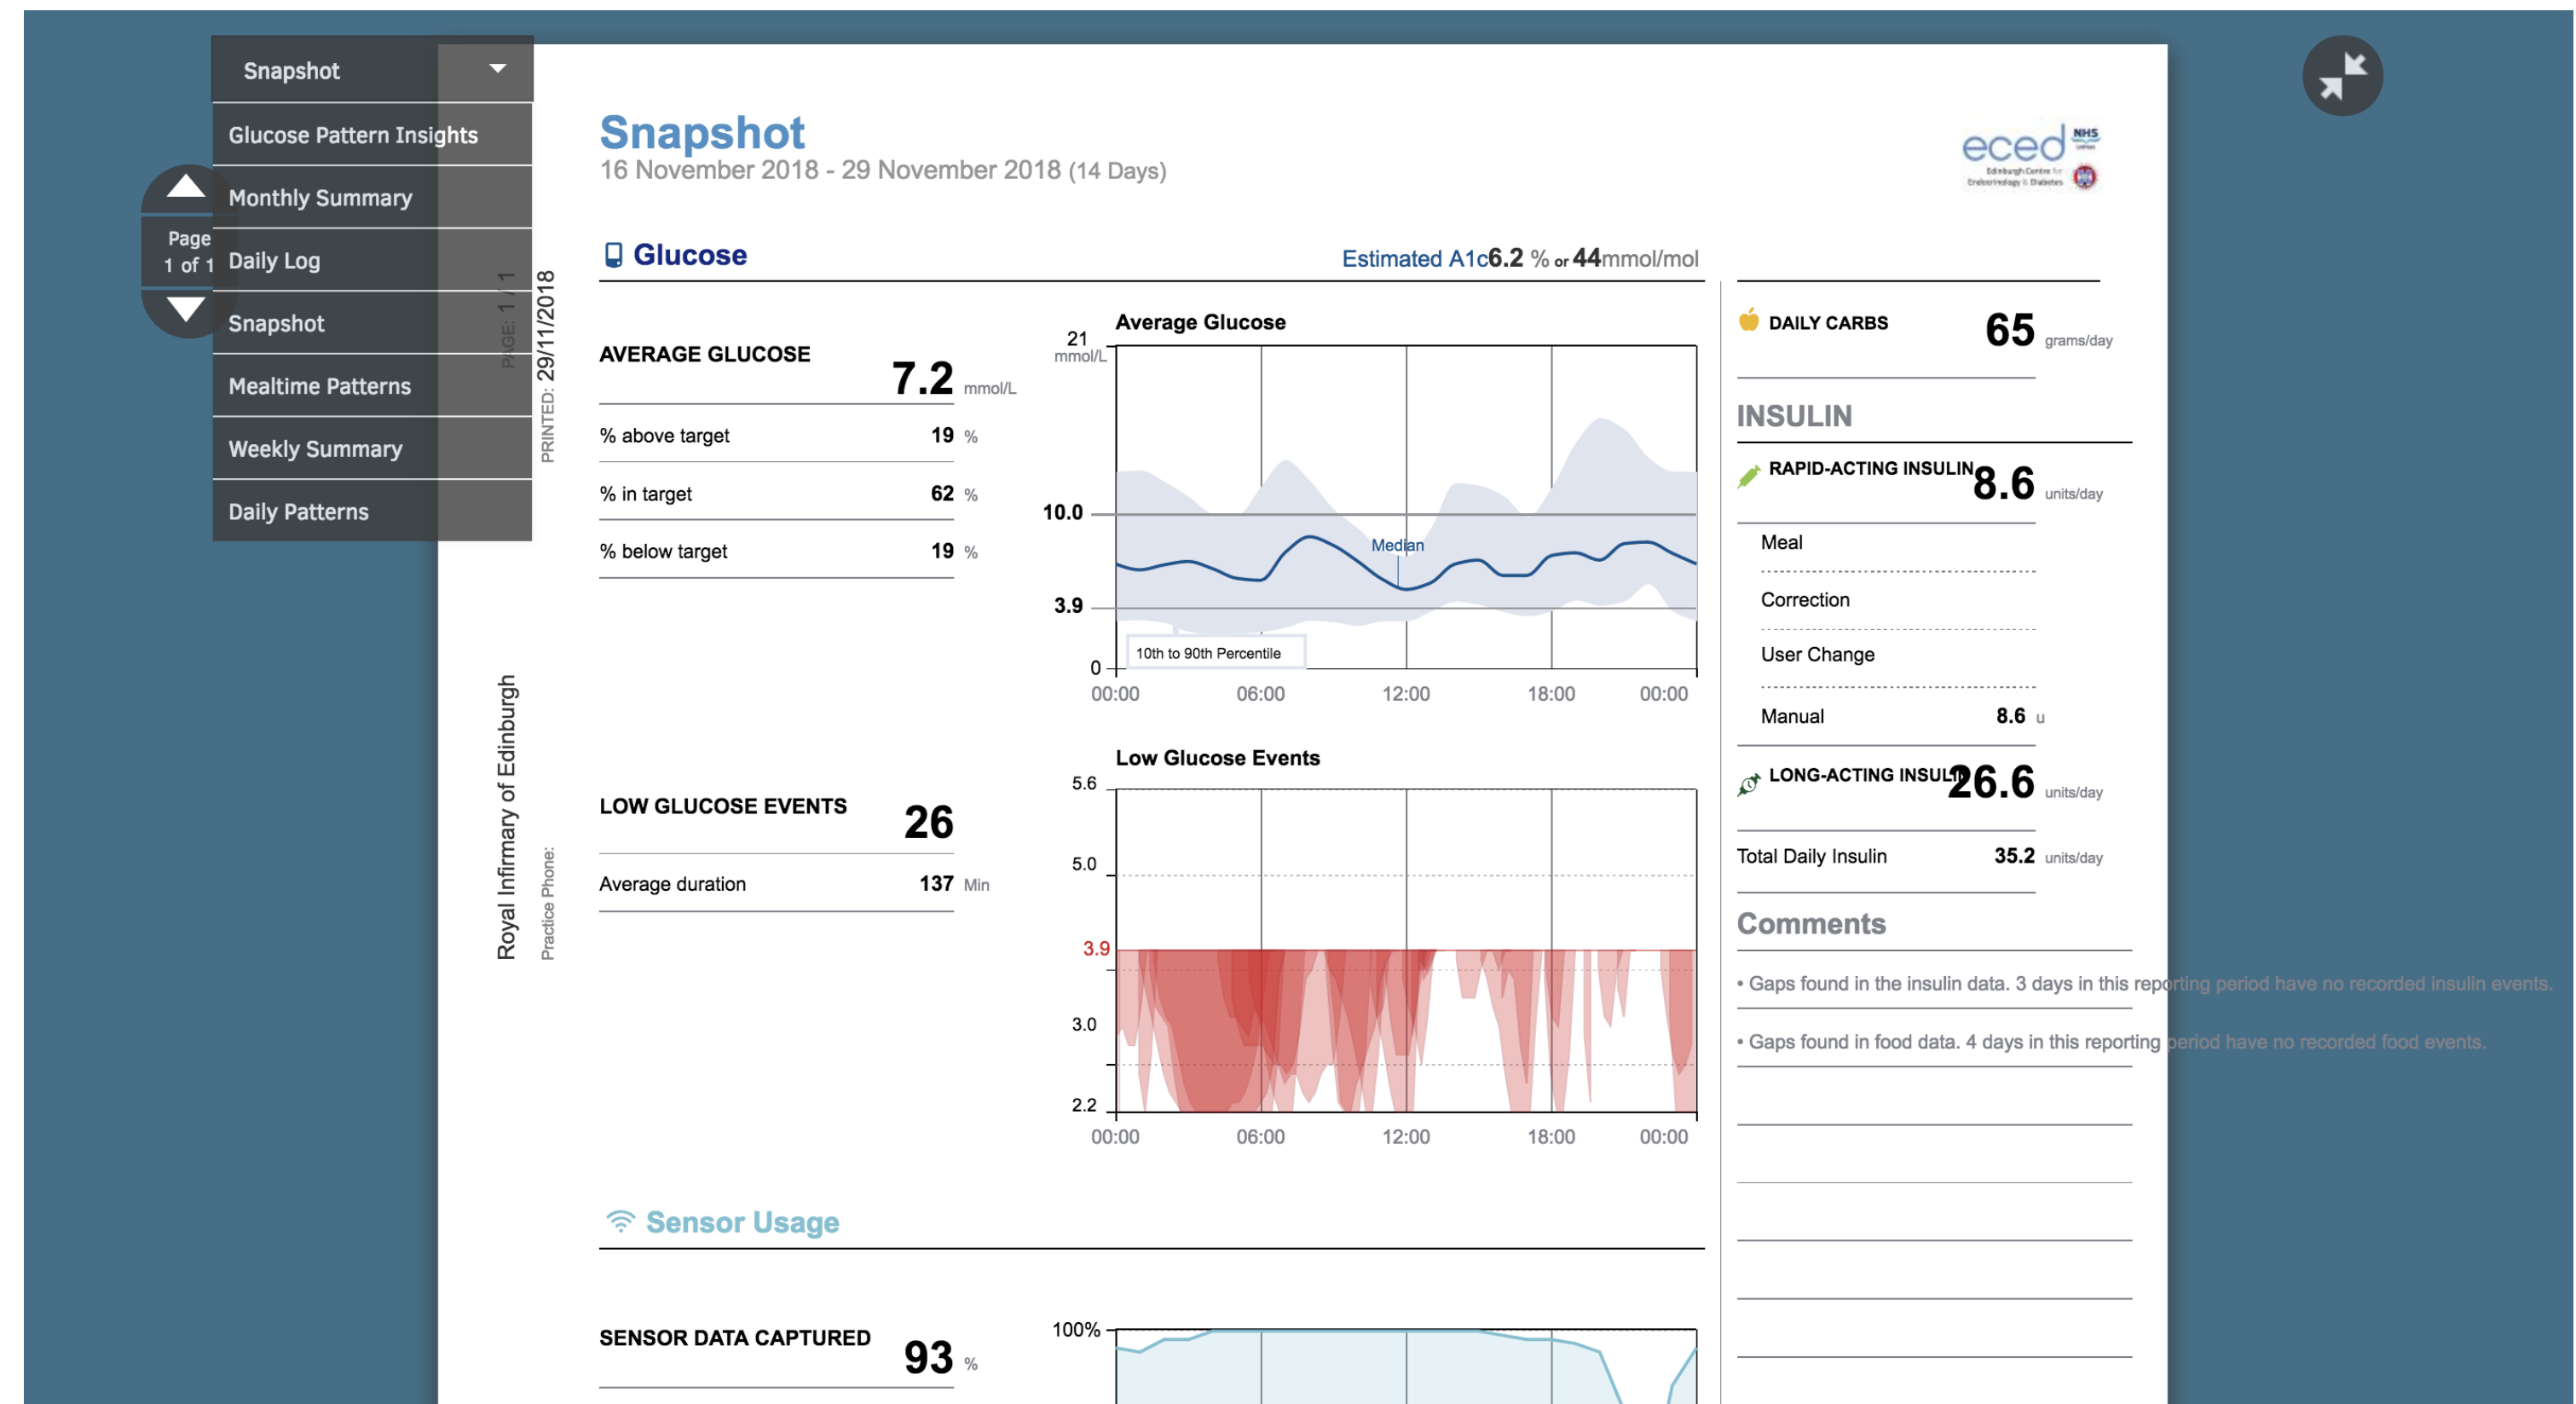 Snapshot
Glucose Pattern Insights
Monthly Summary
Daily Log
Snapshot
Mealtime Patterns
Weekly Summary
Daily Patterns
Page
1 of 1
PAGE: 1 / 1
PRINTED: 29/11/2018
Royal Infirmary of Edinburgh
Practice Phone:
Snapshot
16 November 2018 - 29 November 2018 (14 Days)
eced
NHS
Edinburgh Centre for
Endocrinology & Diabetes
Glucose
Estimated A1c6.2 % or 44mmol/mol
AVERAGE GLUCOSE
7.2 mmol/L
% above target 19 %
% in target 62 %
% below target 19 %
Average Glucose
21
mmol/L
10.0
Median
3.9
10th to 90th Percentile
0
00:00 06:00 12:00 18:00 00:00
LOW GLUCOSE EVENTS
26
Average duration 137 Min
Low Glucose Events
5.6
5.0
3.9
3.0
2.2
00:00 06:00 12:00 18:00 00:00
Sensor Usage
SENSOR DATA CAPTURED
93 %
100%
DAILY CARBS 65 grams/day
INSULIN
RAPID-ACTING INSULIN 8.6 units/day
Meal
Correction
User Change
Manual 8.6 u
LONG-ACTING INSULIN 26.6 units/day
Total Daily Insulin 35.2 units/day
Comments
• Gaps found in the insulin data. 3 days in this reporting period have no recorded insulin events.
• Gaps found in food data. 4 days in this reporting period have no recorded food events.